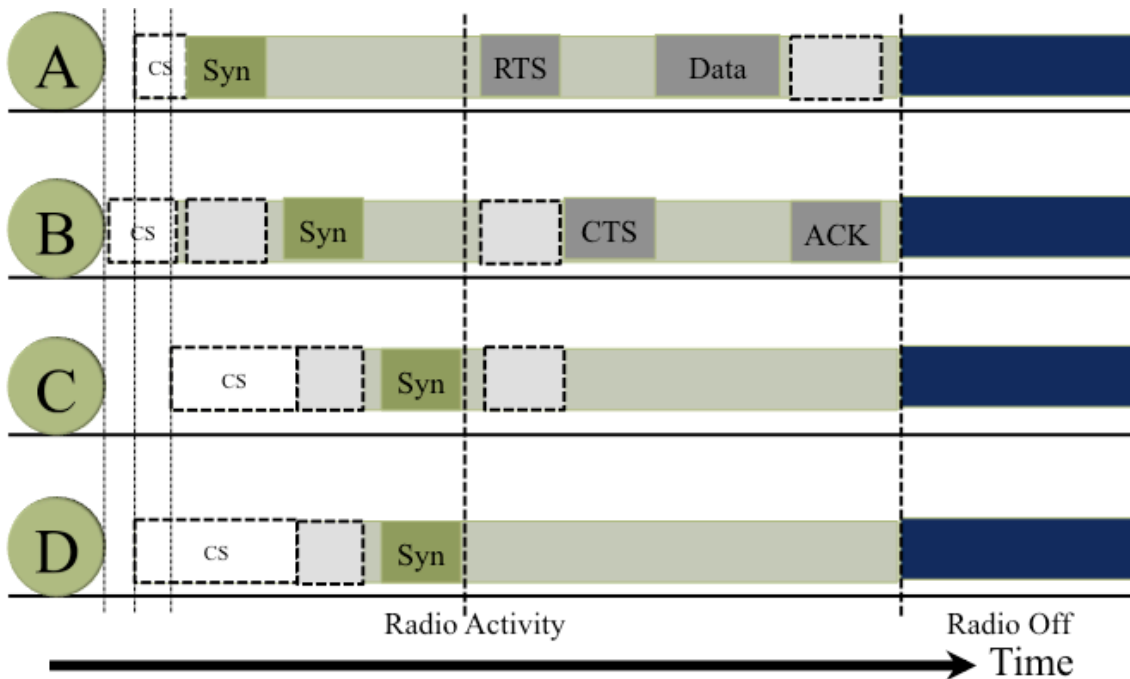 A CS Syn RTS Data
B CS Syn CTS ACK
C CS Syn
D CS Syn
Radio Activity Radio Off
Time